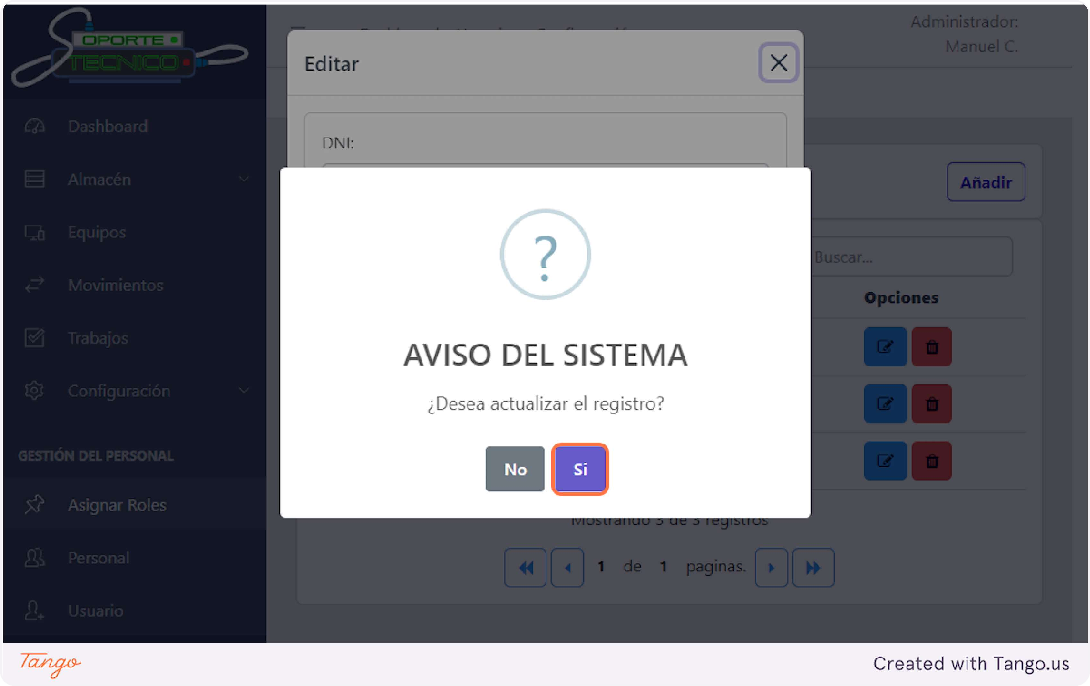 SOPORTE
TECNICO
Administrador:
Manuel C.
Editar
DNI:
Dashboard
Almacén
Equipos
Movimientos
Trabajos
Configuración
GESTIÓN DEL PERSONAL
Asignar Roles
Personal
Usuario
Añadir
Buscar...
Opciones
?
AVISO DEL SISTEMA
¿Desea actualizar el registro?
No
Si
Mostrando 3 de 3 registros
1 de 1 paginas.
Tango
Created with Tango.us